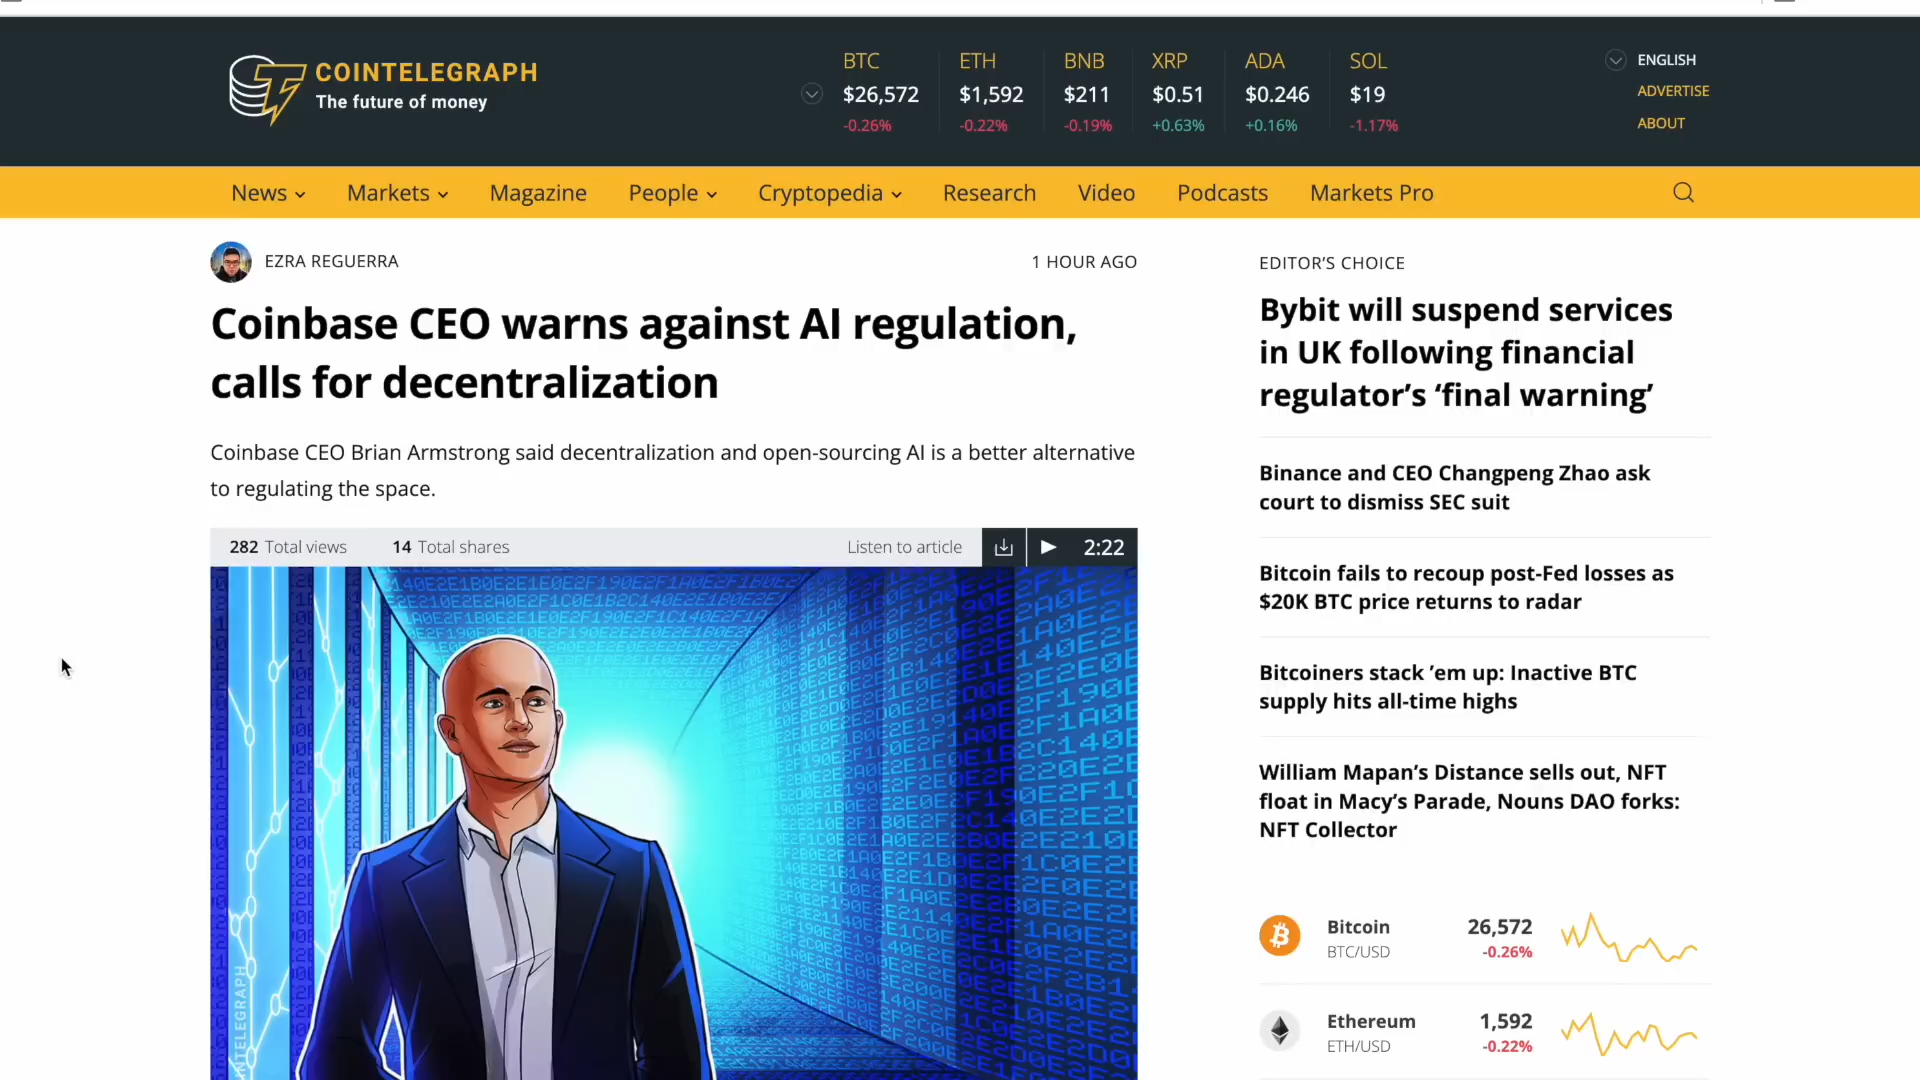 COINTELEGRAPH
The future of money
BTC
$26,572
-0.26%
ETH
$1,592
-0.22%
BNB
$211
-0.19%
XRP
$0.51
+0.63%
ADA
$0.246
+0.16%
SOL
$19
-1.17%
ENGLISH
ADVERTISE
ABOUT
News
Markets
Magazine
People
Cryptopedia
Research
Video
Podcasts
Markets Pro
EZRA REGUERRA
1 HOUR AGO
Coinbase CEO warns against AI regulation,
calls for decentralization
Coinbase CEO Brian Armstrong said decentralization and open-sourcing AI is a better alternative
to regulating the space.
282 Total views
14 Total shares
Listen to article
2:22
EDITOR’S CHOICE
Bybit will suspend services
in UK following financial
regulator’s ‘final warning’
Binance and CEO Changpeng Zhao ask
court to dismiss SEC suit
Bitcoin fails to recoup post-Fed losses as
$20K BTC price returns to radar
Bitcoiners stack ’em up: Inactive BTC
supply hits all-time highs
William Mapan’s Distance sells out, NFT
float in Macy’s Parade, Nouns DAO forks:
NFT Collector
Bitcoin
BTC/USD
26,572
-0.26%
Ethereum
ETH/USD
1,592
-0.22%